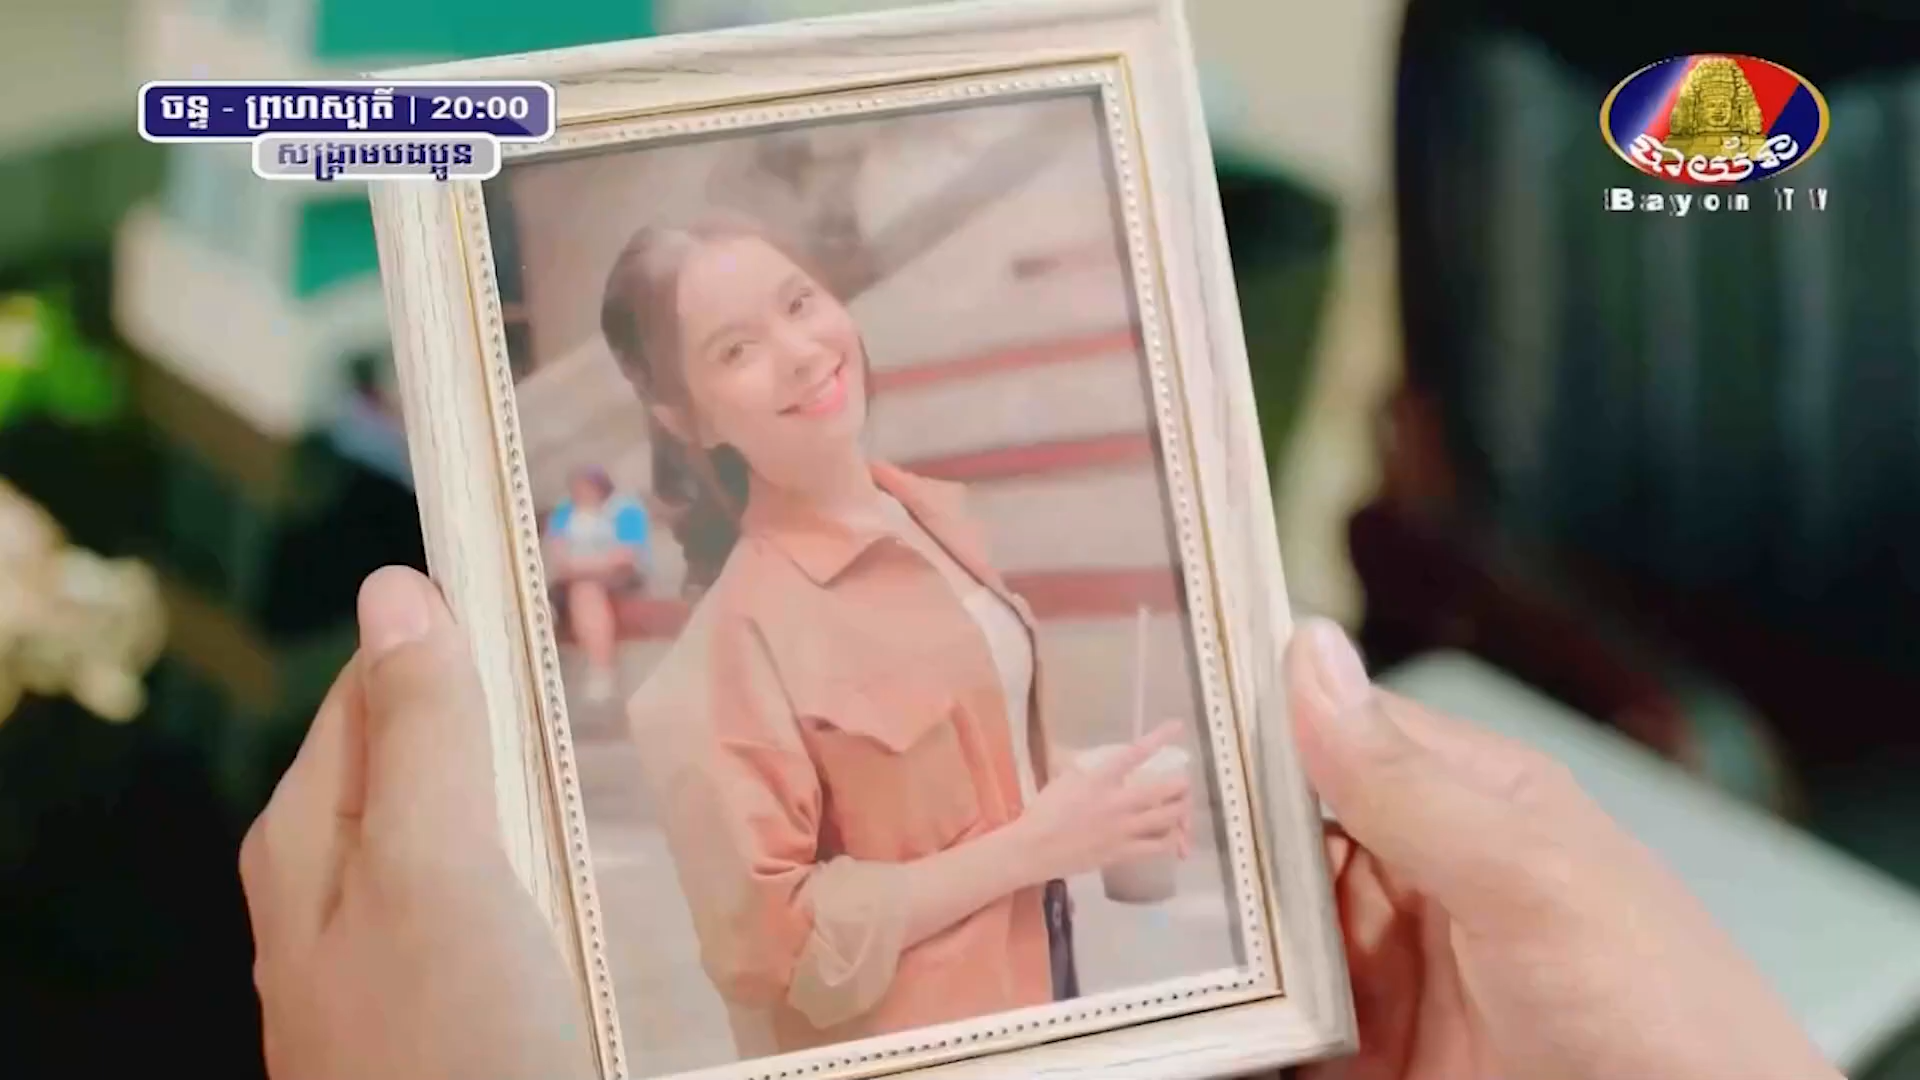 ចន្ទ - ព្រហស្បតិ៍ | 20:00
សង្គ្រាមបងប្អូន
បាយ័ន
Bayon TV